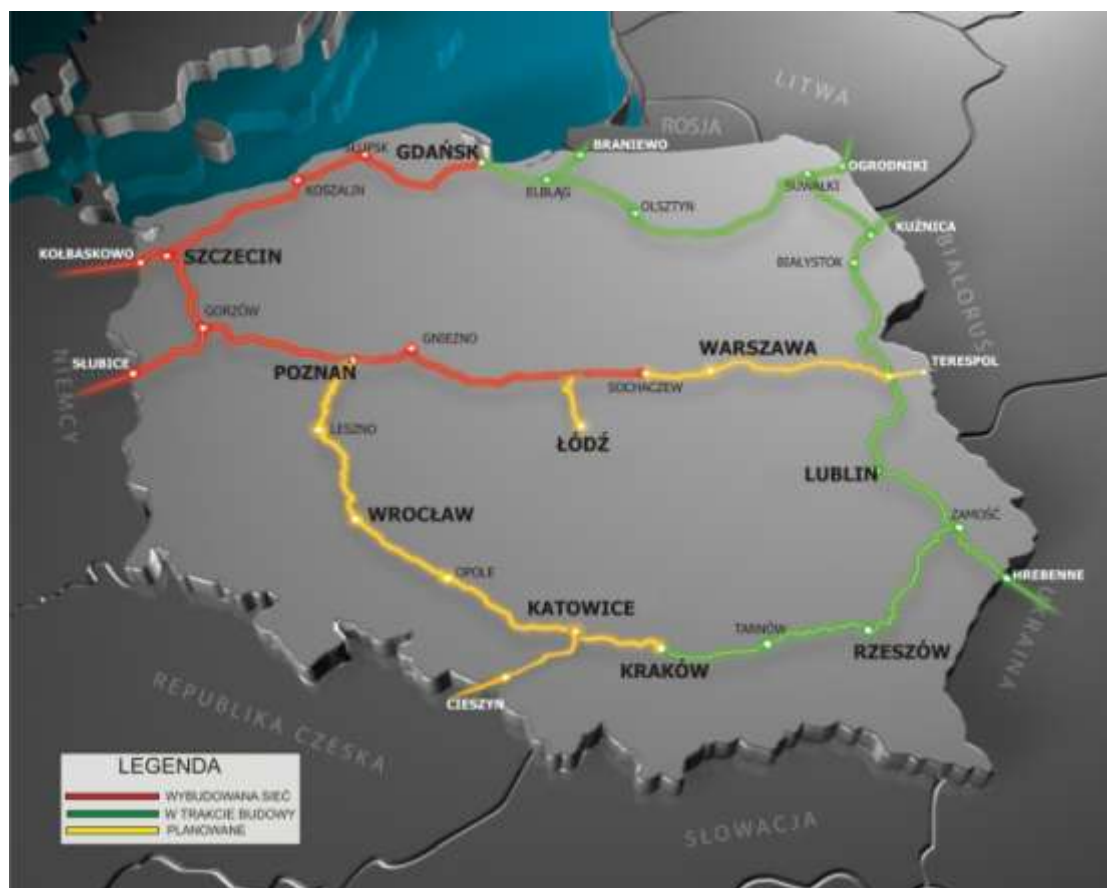 LITWA
ROSJA
SŁUPSK
GDAŃSK
BRANIEWO
OGRODNIKI
KOSZALIN
ELBLĄG
SUWAŁKI
OLSZTYN
KUŹNICA
KOŁBASKOWO
SZCZECIN
BIAŁYSTOK
BIAŁORUŚ
GORZÓW
GNIEZNO
WARSZAWA
SŁUBICE
POZNAŃ
SOCHACZEW
TERESPOL
NIEMCY
LESZNO
ŁÓDŹ
LUBLIN
WROCŁAW
ZAMOŚĆ
OPOLE
HREBENNE
KATOWICE
TARNÓW
UKRAINA
KRAKÓW
RZESZÓW
CIESZYN
REPUBLIKA CZESKA
SŁOWACJA
LEGENDA
WYBUDOWANA SIEĆ
W TRAKCIE BUDOWY
PLANOWANE